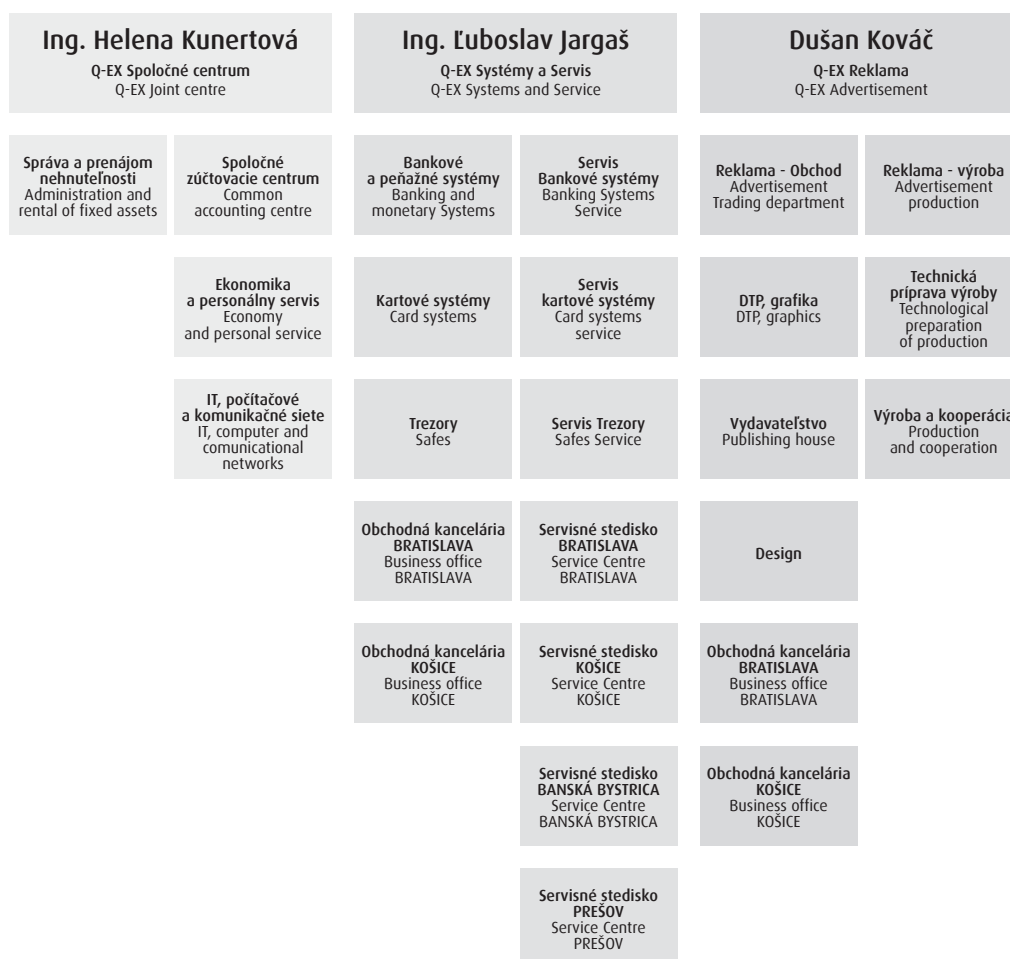 Ing. Helena Kunertová
Q-EX Spoločné centrum
Q-EX Joint centre
Ing. Ľuboslav Jargaš
Q-EX Systémy a Servis
Q-EX Systems and Service
Dušan Kováč
Q-EX Reklama
Q-EX Advertisement
Správa a prenájom
nehnuteľnosti
Administration and
rental of fixed assets
Spoločné
zúčtovacie centrum
Common
accounting centre
Bankové
a peňažné systémy
Banking and
monetary Systems
Servis
Bankové systémy
Banking Systems
Service
Reklama - Obchod
Advertisement
Trading department
Reklama - výroba
Advertisement
production
Ekonomika
a personálny servis
Economy
and personal service
Kartové systémy
Card systems
Servis
kartové systémy
Card systems
service
DTP, grafika
DTP, graphics
Technická
príprava výroby
Technological
preparation
of production
IT, počítačové
a komunikačné siete
IT, computer and
comunicational
networks
Trezory
Safes
Servis Trezory
Safes Service
Vydavateľstvo
Publishing house
Výroba a kooperácia
Production
and cooperation
Obchodná kancelária
BRATISLAVA
Business office
BRATISLAVA
Servisné stedisko
BRATISLAVA
Service Centre
BRATISLAVA
Design
Obchodná kancelária
KOŠICE
Business office
KOŠICE
Servisné stedisko
KOŠICE
Service Centre
KOŠICE
Obchodná kancelária
BRATISLAVA
Business office
BRATISLAVA
Servisné stedisko
BANSKÁ BYSTRICA
Service Centre
BANSKÁ BYSTRICA
Obchodná kancelária
KOŠICE
Business office
KOŠICE
Servisné stedisko
PREŠOV
Service Centre
PREŠOV